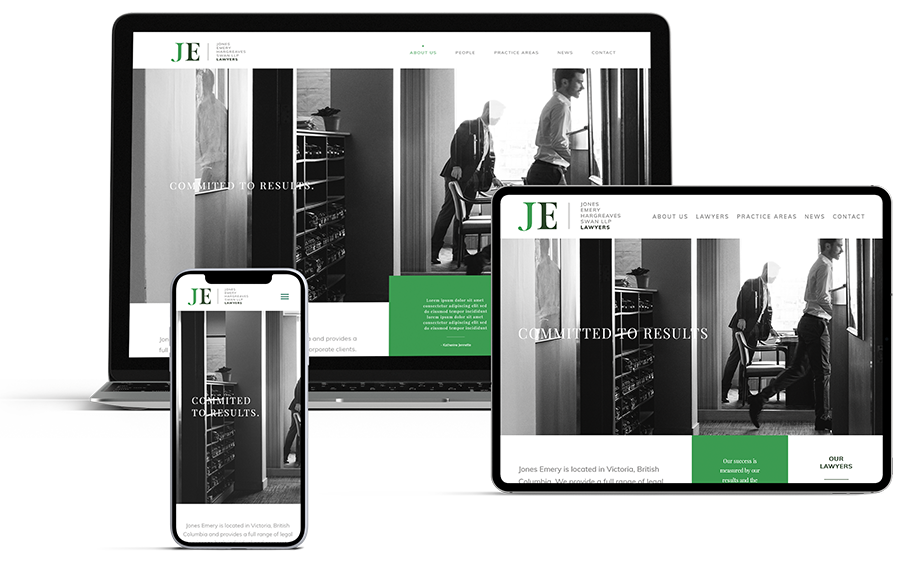 JE
JONES
EMERY
HARGREAVES
SWAN LLP
LAWYERS
ABOUT US
PEOPLE
PRACTICE AREAS
NEWS
CONTACT
COMMITED TO RESULTS.
Lorem ipsum dolor sit amet
consectetur adipiscing elit sed
do eiusmod tempor incididunt
lorem ipsum dolor sit amet
consectetur adipiscing elit sed
do eiusmod tempor incididunt
- Katherine
Jon
full
s and provides a
orporate clients.
JE
JONES
EMERY
HARGREAVES
SWAN LLP
LAWYERS
ABOUT US LAWYERS PRACTICE AREAS NEWS CONTACT
COMMITTED TO RESULTS
Jones Emery is located in Victoria, British
Columbia. We provide a full range of legal
Our success is
measured by our
results and the
OUR
LAWYERS
JE
JONES
EMERY
HARGREAVES
SWAN LLP
LAWYERS
COMMITED
TO RESULTS.
Jones Emery is located in Victoria, British
Columbia and provides a full range of legal